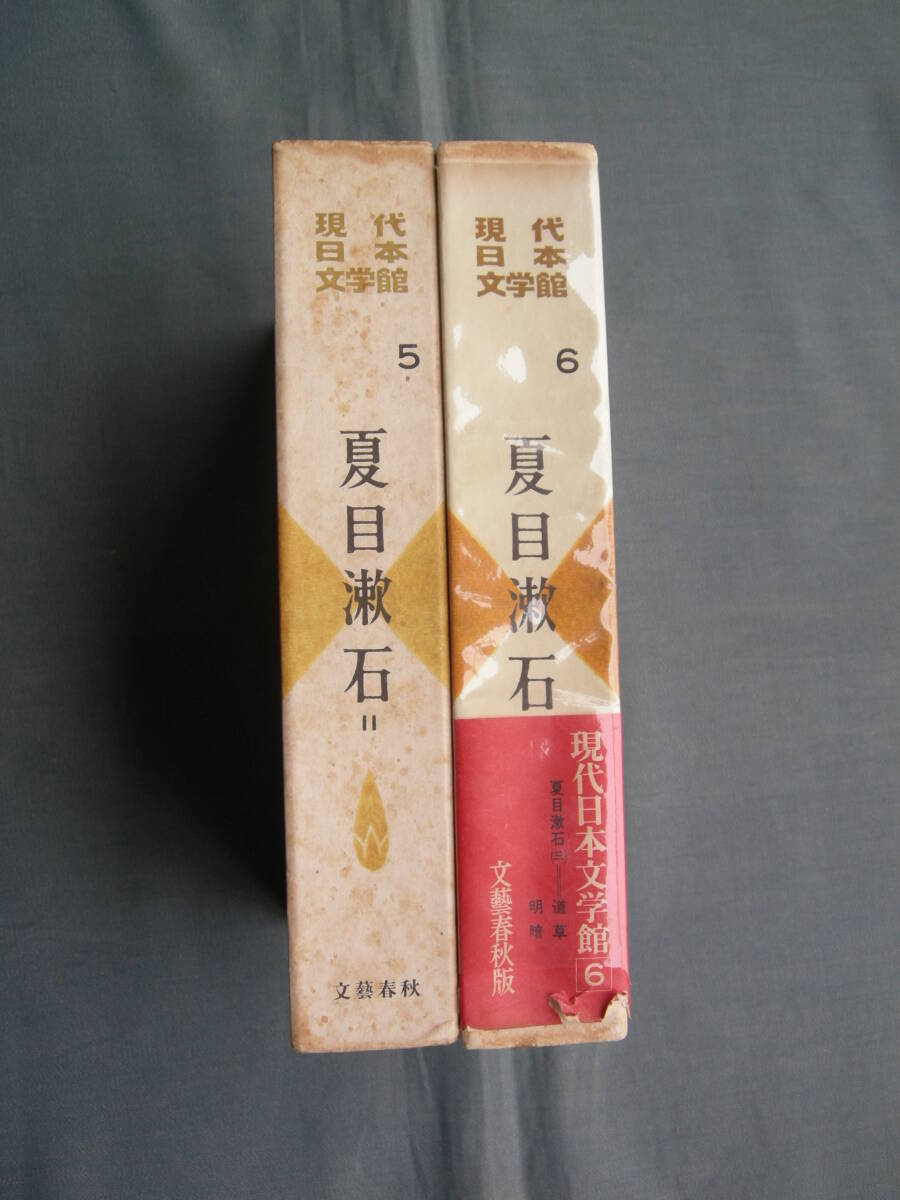 現代
日本
文学館
5
夏目漱石
II
文藝春秋
現代
日本
文学館
6
夏目漱石
現代日本文学館 6
夏目漱石(三)――道草
明暗
文藝春秋版